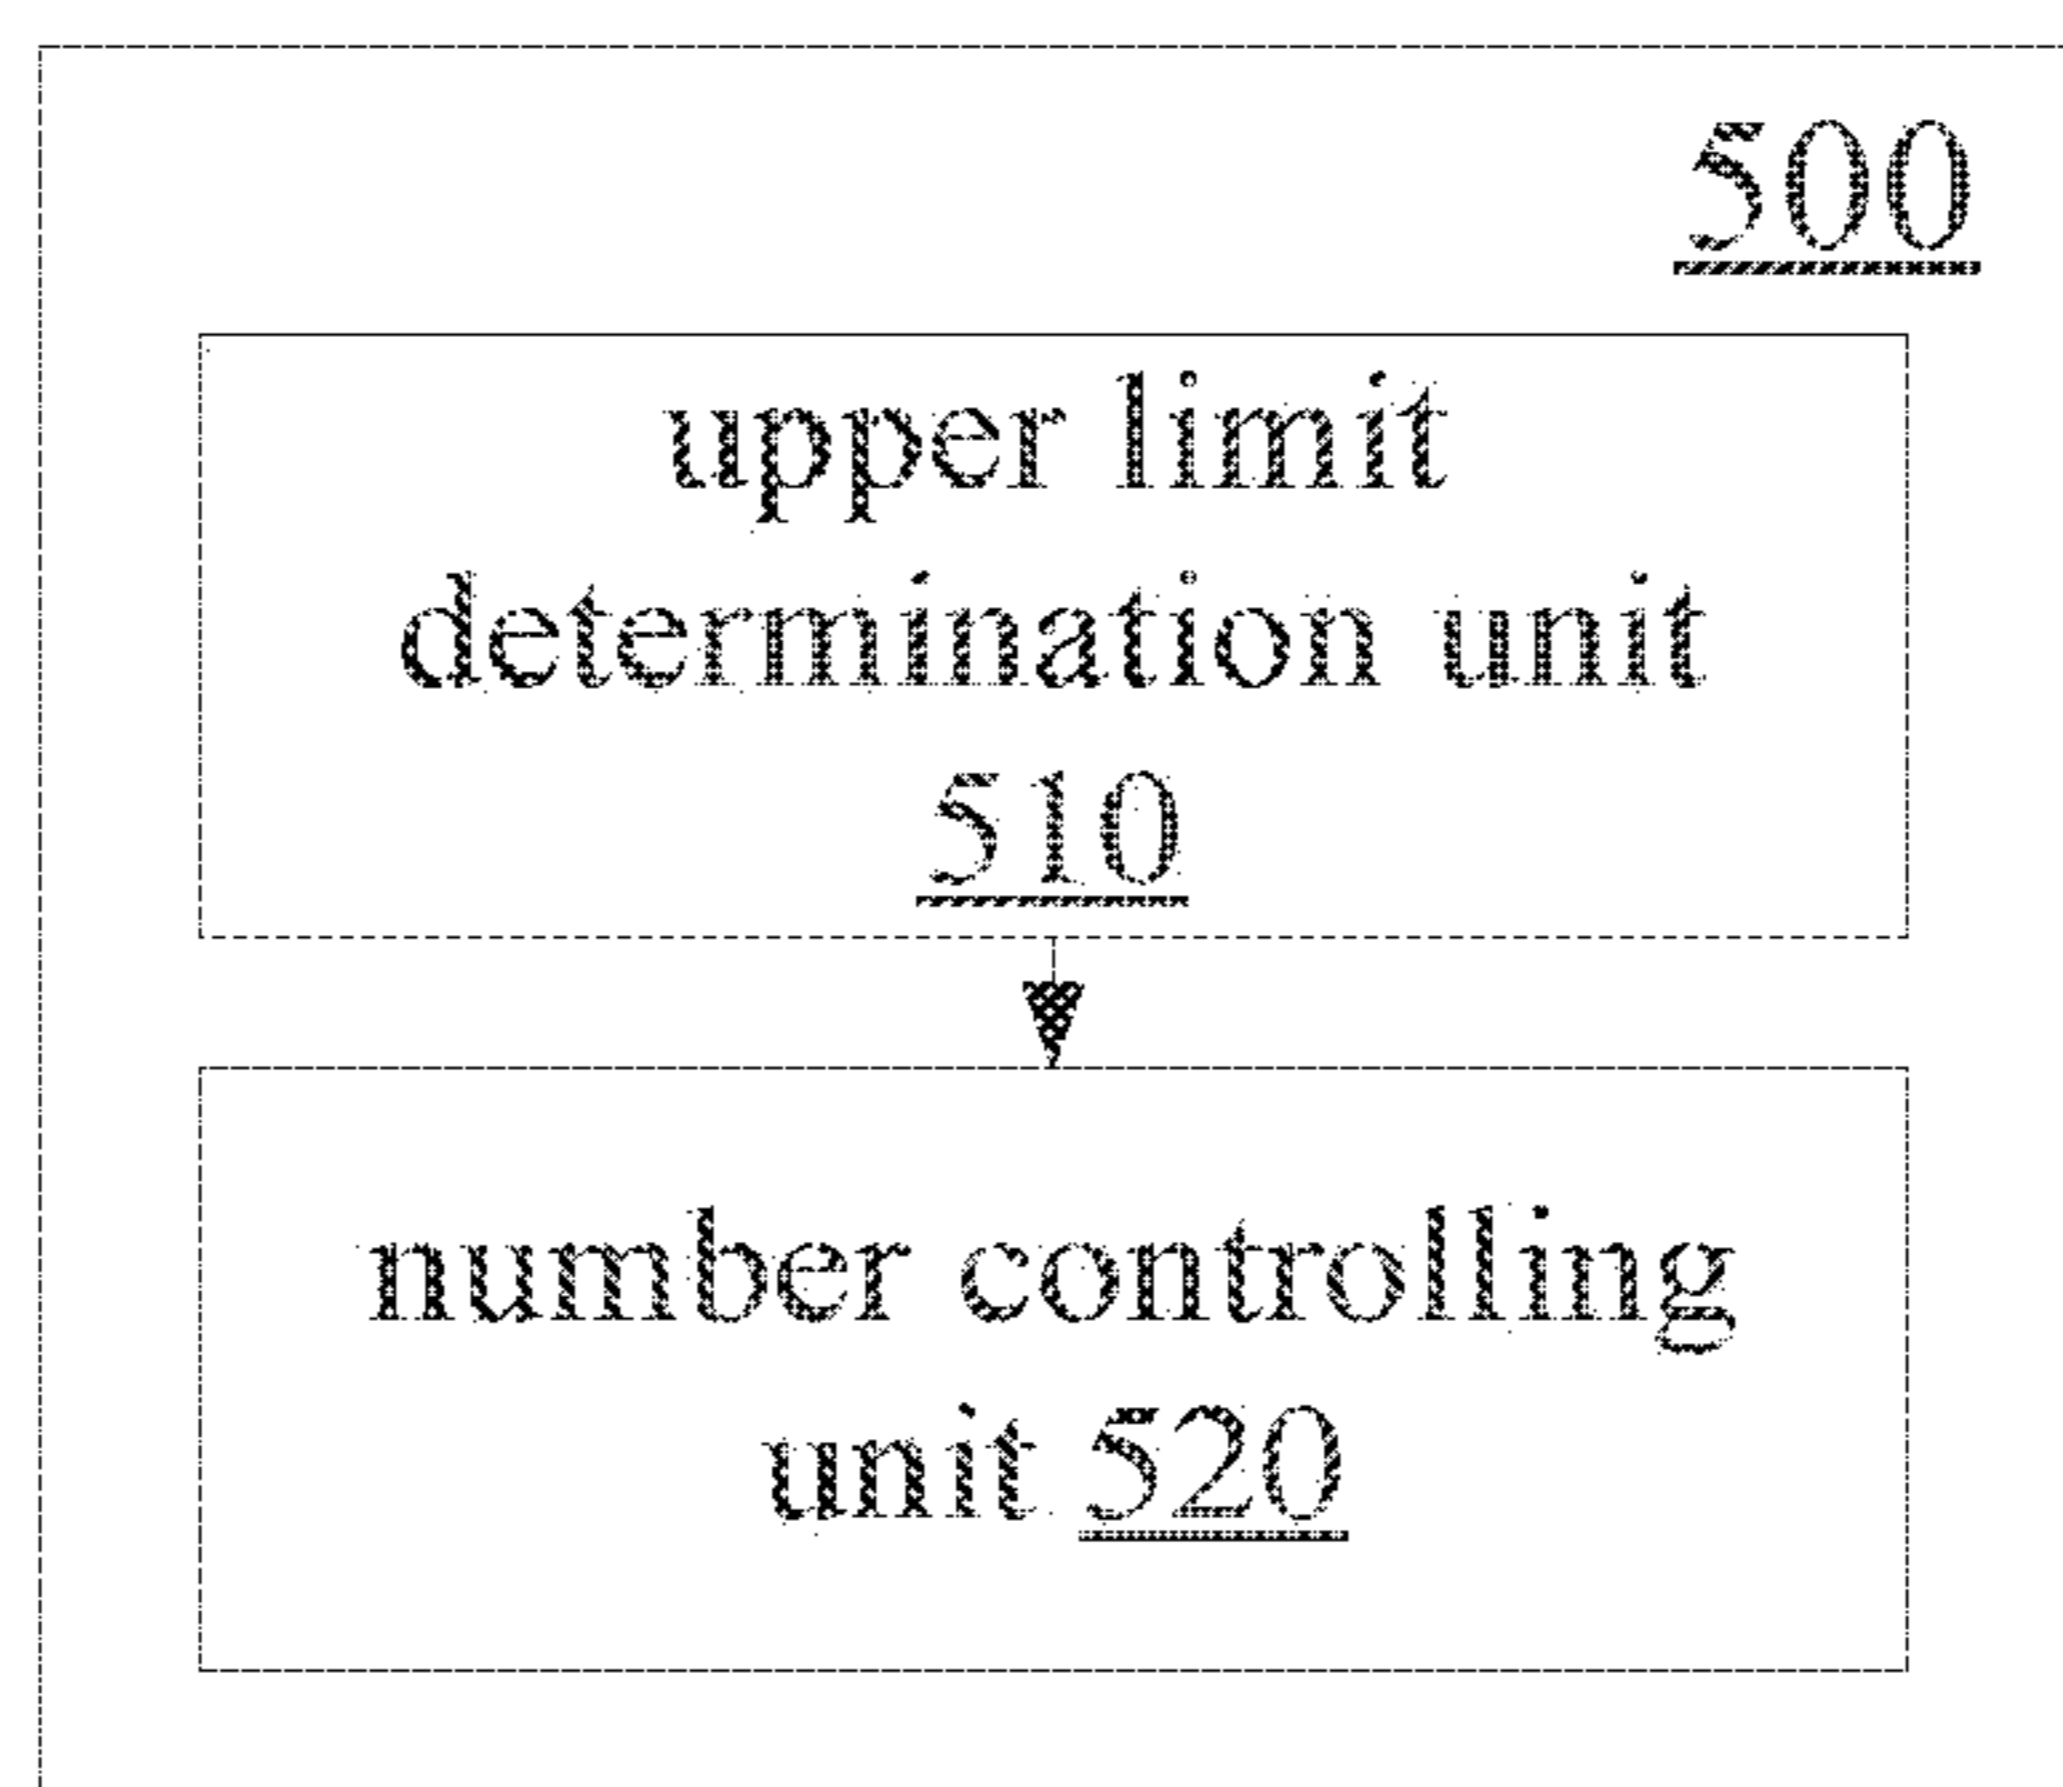 500
upper limit
determination unit
510
number controlling
unit 520